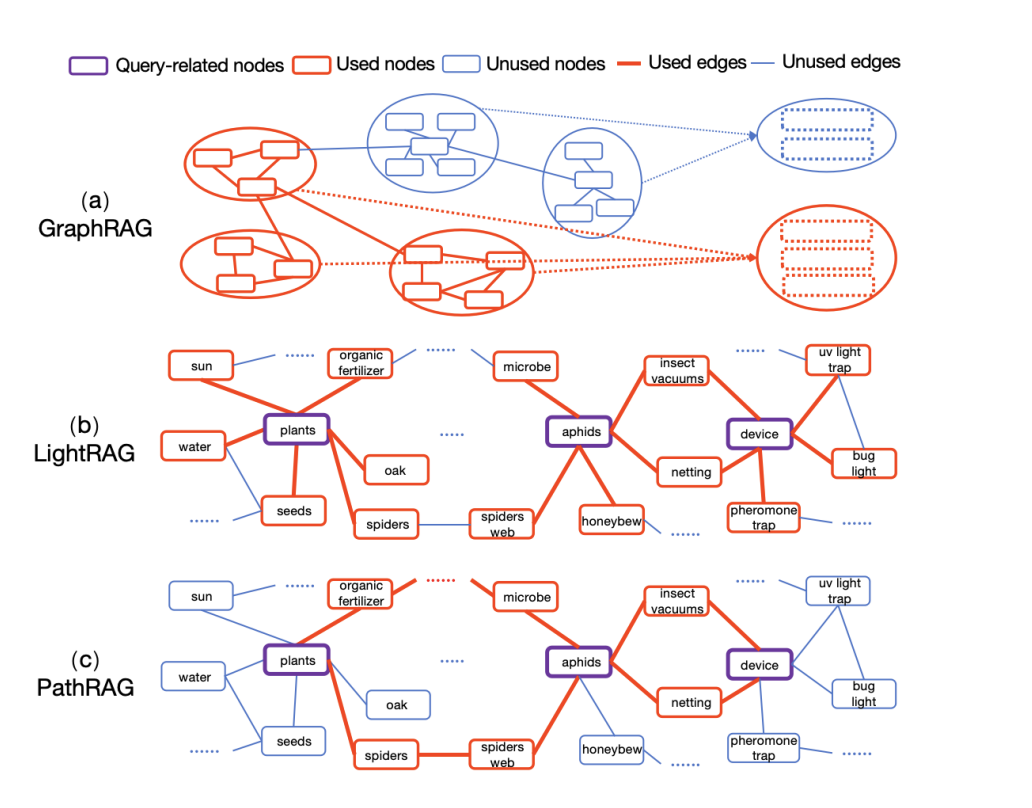 Query-related nodes Used nodes Unused nodes Used edges Unused edges
(a)
GraphRAG
(b)
LightRAG
sun
......
organic
fertilizer
......
microbe
insect
vacuums
......
uv light
trap
water
plants
......
aphids
device
oak
netting
bug
light
......
seeds
spiders
spiders
web
honeybew
......
pheromone
trap
......
(c)
PathRAG
sun
......
organic
fertilizer
......
microbe
insect
vacuums
......
uv light
trap
water
plants
......
aphids
device
oak
netting
bug
light
......
seeds
spiders
spiders
web
honeybew
......
pheromone
trap
......